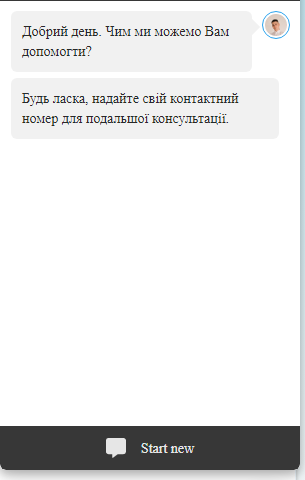 Добрий день. Чим ми можемо Вам
допомогти?
Будь ласка, надайте свій контактний
номер для подальшої консультації.
Start new